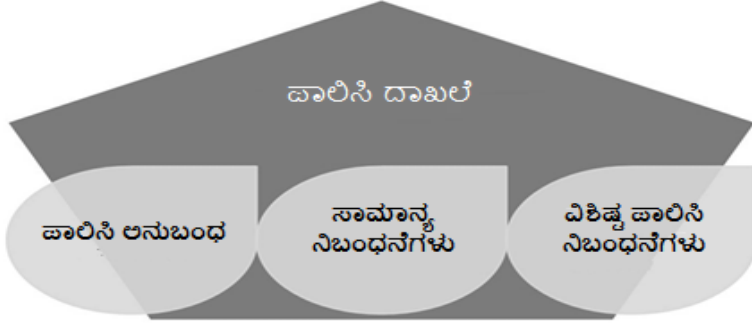 ಪಾಲಿಸಿ ದಾಖಲೆ
ಪಾಲಿಸಿ ಅನುಬಂಧ
ಸಾಮಾನ್ಯ
ನಿಬಂಧನೆಗಳು
ವಿಶಿಷ್ಟ ಪಾಲಿಸಿ
ನಿಬಂಧನೆಗಳು